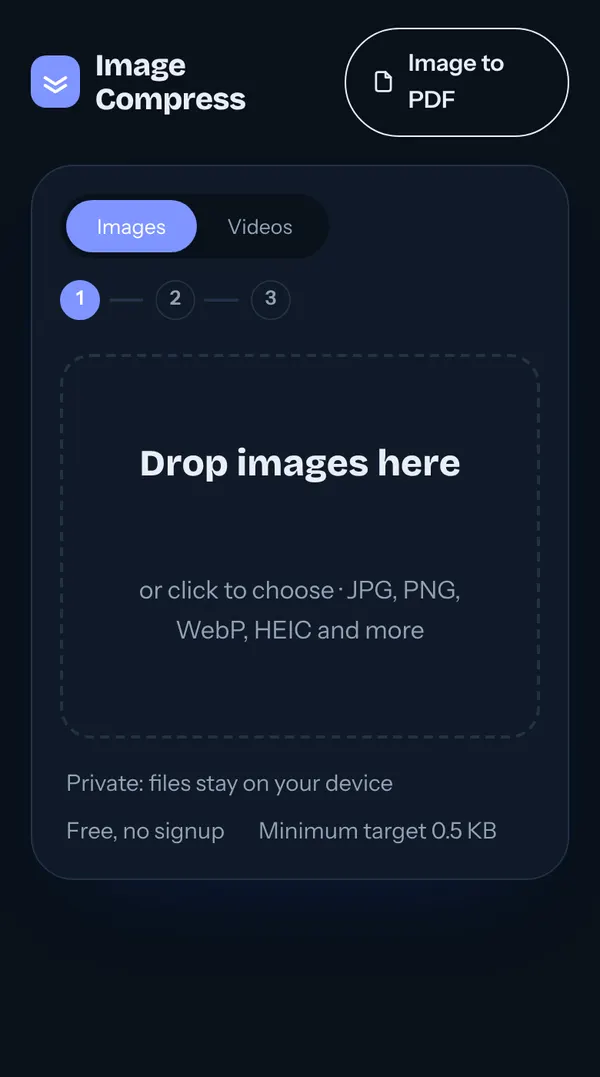 Image
Compress
Image to
PDF
Images
Videos
1
2
3
Drop images here
or click to choose · JPG, PNG,
WebP, HEIC and more
Private: files stay on your device
Free, no signup
Minimum target 0.5 KB